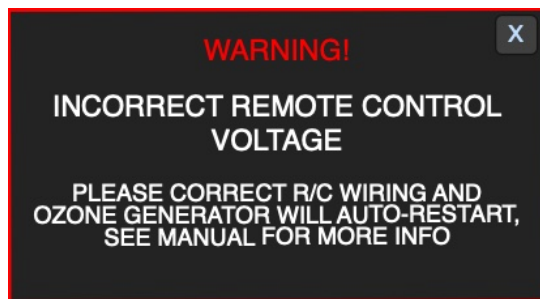 X
WARNING!
INCORRECT REMOTE CONTROL
VOLTAGE
PLEASE CORRECT R/C WIRING AND
OZONE GENERATOR WILL AUTO-RESTART,
SEE MANUAL FOR MORE INFO